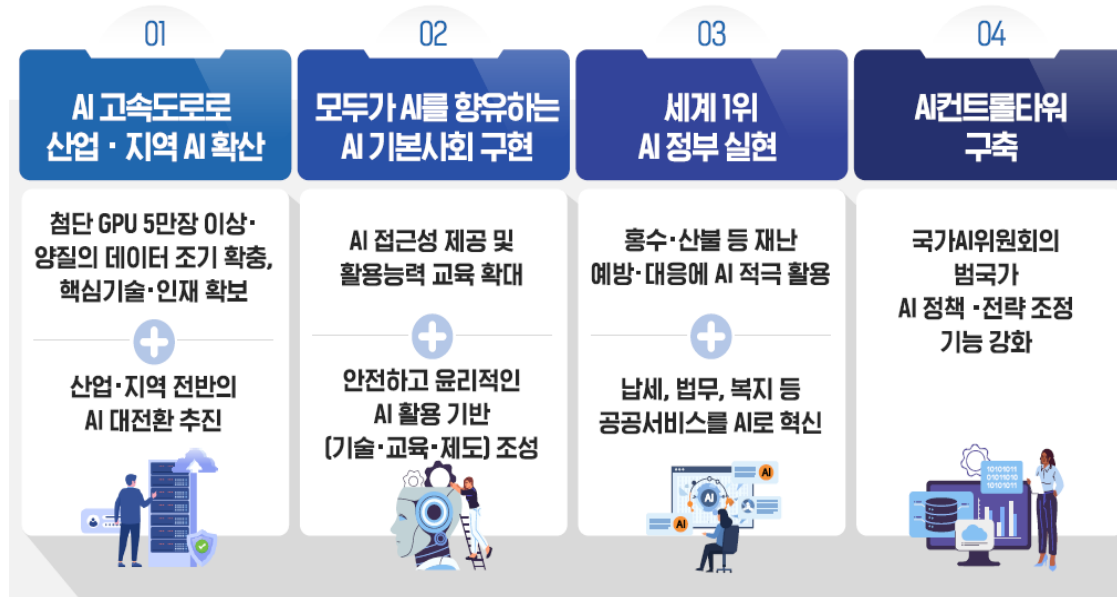 01
AI 고속도로로
산업·지역 AI 확산
첨단 GPU 5만장 이상·
양질의 데이터 조기 확충,
핵심기술·인재 확보
산업·지역 전반의
AI 대전환 추진
02
모두가 AI를 향유하는
AI 기본사회 구현
AI 접근성 제공 및
활용능력 교육 확대
안전하고 윤리적인
AI 활용 기반
(기술·교육·제도) 조성
03
세계 1위
AI 정부 실현
홍수·산불 등 재난
예방·대응에 AI 적극 활용
납세, 법무, 복지 등
공공서비스를 AI로 혁신
AI
AI
AI
04
AI컨트롤타워
구축
국가AI위원회의
범국가
AI 정책 ·전략 조정
기능 강화
10101011
01011010
10101011